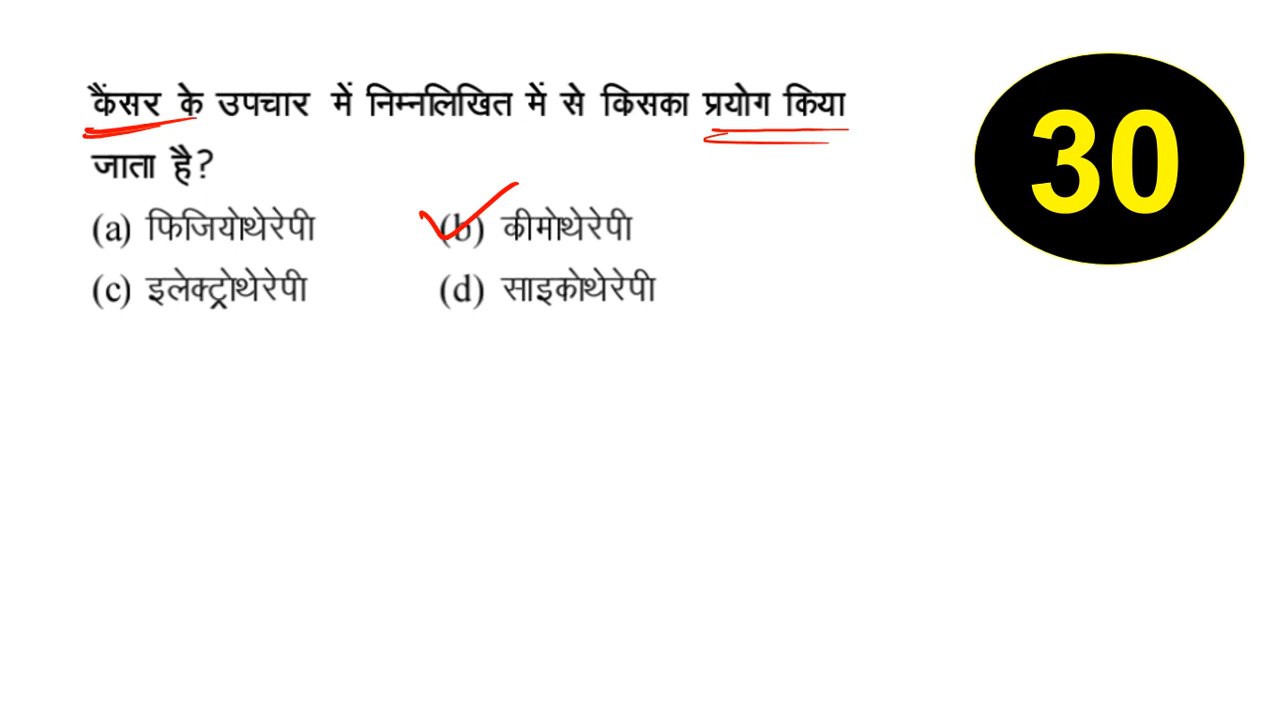 कैंसर के उपचार में निम्नलिखित में से किसका प्रयोग किया
जाता है?
(a) फिजियोथेरेपी (b) कीमोथेरेपी
(c) इलेक्ट्रोथेरेपी (d) साइकोथेरेपी
30